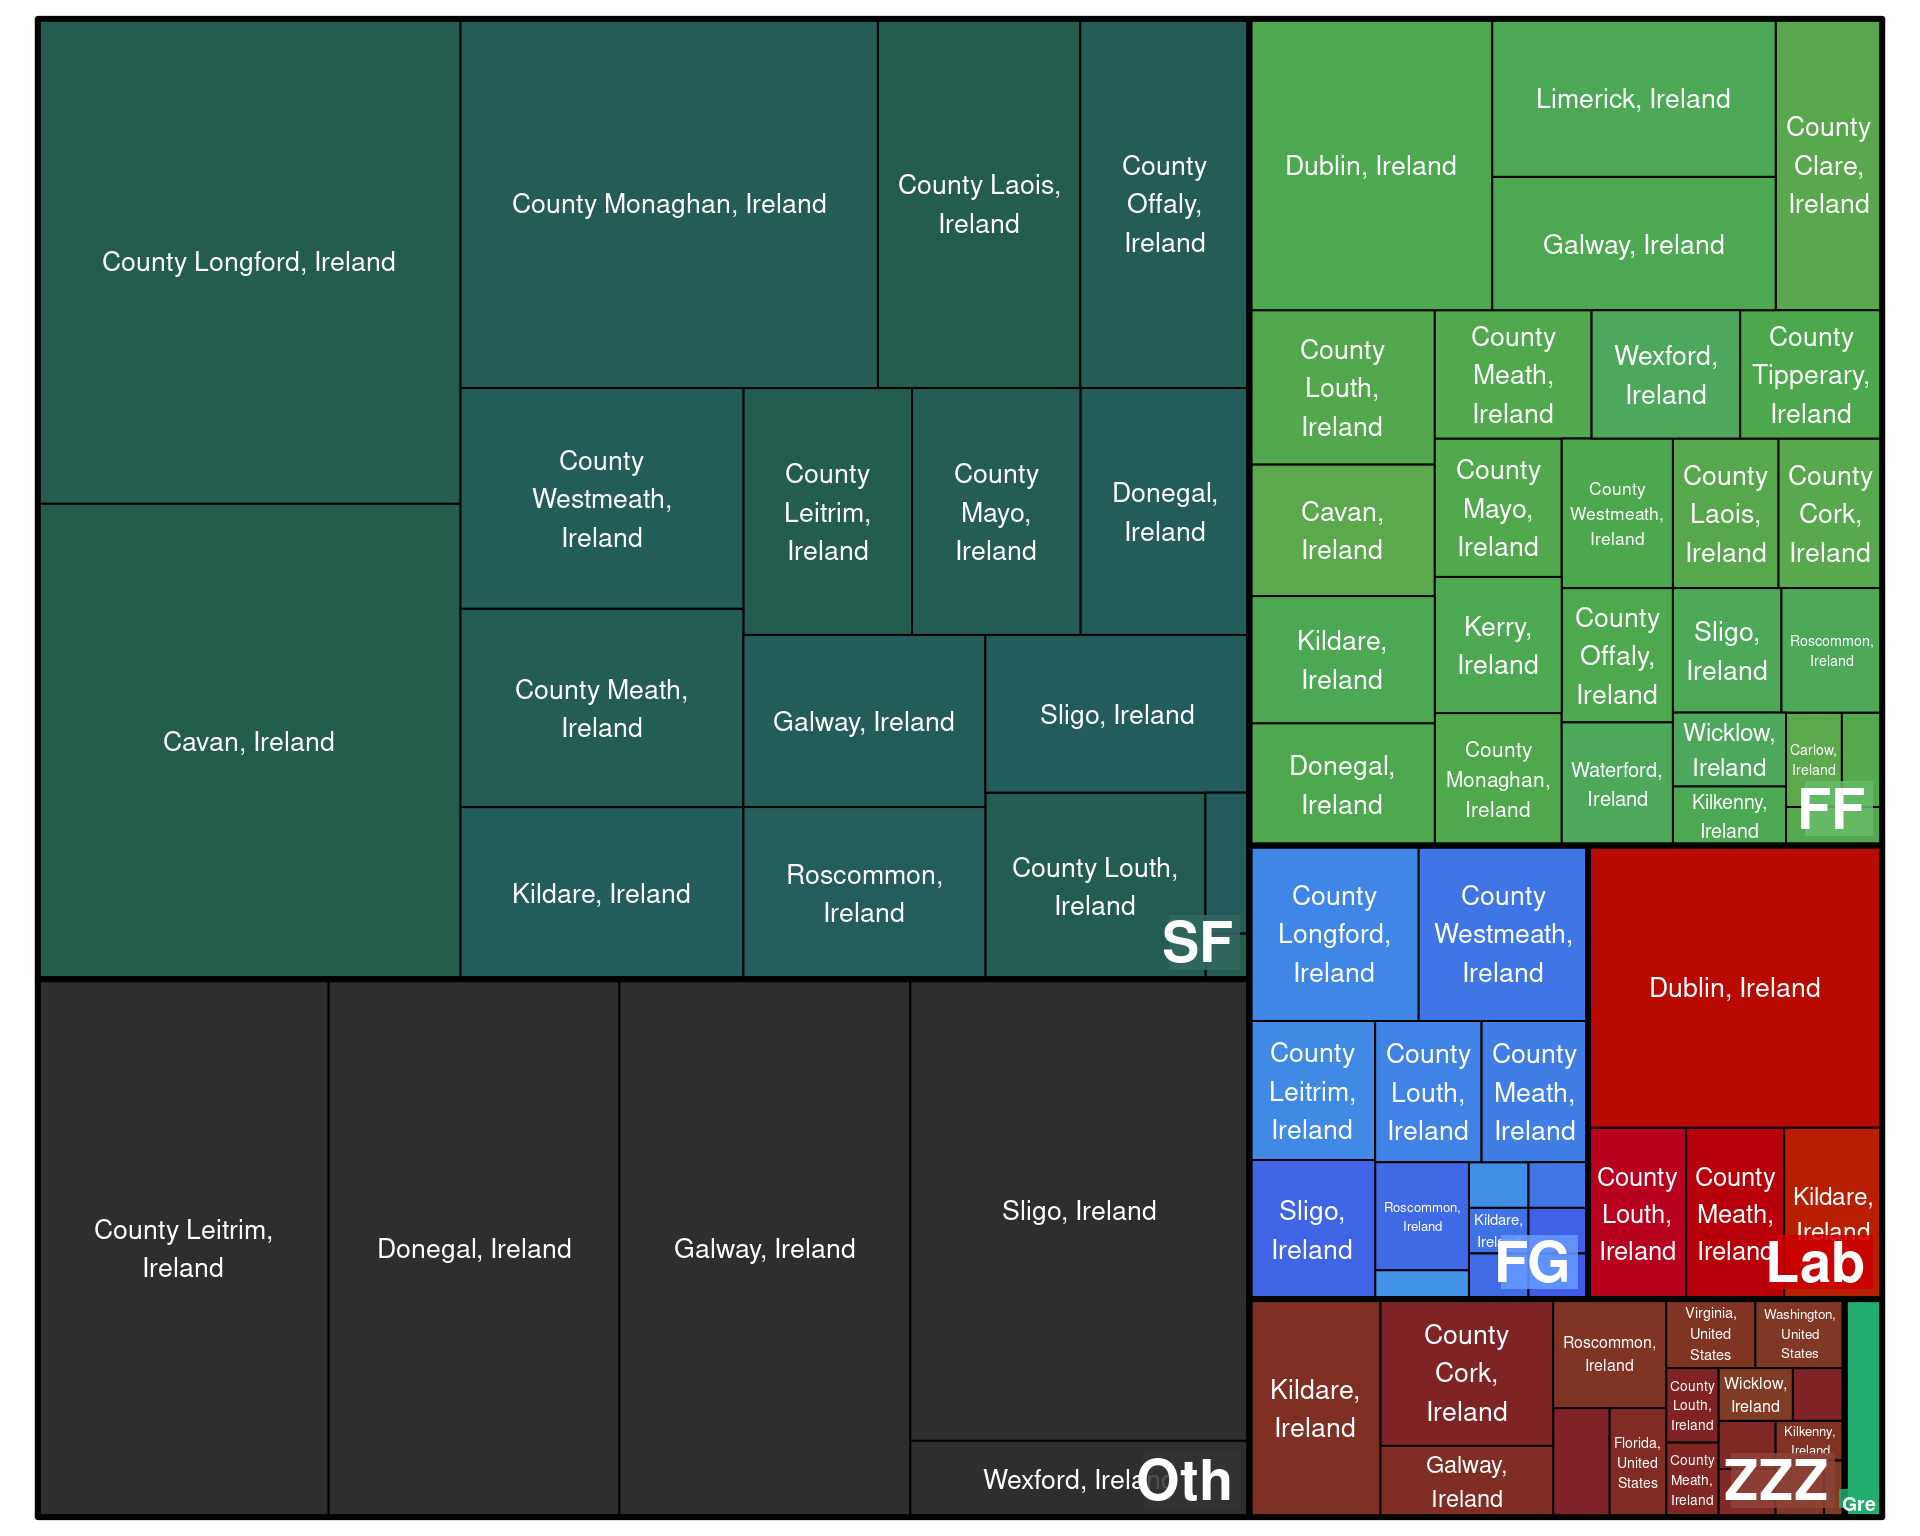 County Longford, Ireland
Cavan, Ireland
County Monaghan, Ireland
County Laois,
Ireland
County
Offaly,
Ireland
County
Westmeath,
Ireland
County
Leitrim,
Ireland
County
Mayo,
Ireland
Donegal,
Ireland
County Meath,
Ireland
Galway, Ireland
Sligo, Ireland
Kildare, Ireland
Roscommon,
Ireland
County Louth,
Ireland
SF
County Leitrim,
Ireland
Donegal, Ireland
Galway, Ireland
Sligo, Ireland
Wexford, Ireland
Oth
Dublin, Ireland
Limerick, Ireland
Galway, Ireland
County
Clare,
Ireland
County
Louth,
Ireland
County
Meath,
Ireland
Wexford,
Ireland
County
Tipperary,
Ireland
Cavan,
Ireland
County
Mayo,
Ireland
County
Westmeath,
Ireland
County
Laois,
Ireland
County
Cork,
Ireland
Kildare,
Ireland
Kerry,
Ireland
County
Offaly,
Ireland
Sligo,
Ireland
Roscommon,
Ireland
Donegal,
Ireland
County
Monaghan,
Ireland
Waterford,
Ireland
Wicklow,
Ireland
Kilkenny,
Ireland
Carlow,
Ireland
FF
County
Longford,
Ireland
County
Westmeath,
Ireland
County
Leitrim,
Ireland
County
Louth,
Ireland
County
Meath,
Ireland
Sligo,
Ireland
Roscommon,
Ireland
Kildare,
Ireland
FG
Dublin, Ireland
County
Louth,
Ireland
County
Meath,
Ireland
Kildare,
Ireland
Lab
Kildare,
Ireland
County
Cork,
Ireland
Galway,
Ireland
Roscommon,
Ireland
Florida,
United
States
Virginia,
United
States
Washington,
United
States
County
Louth,
Ireland
Wicklow,
Ireland
County
Meath,
Ireland
Kilkenny,
Ireland
ZZZ
Gre